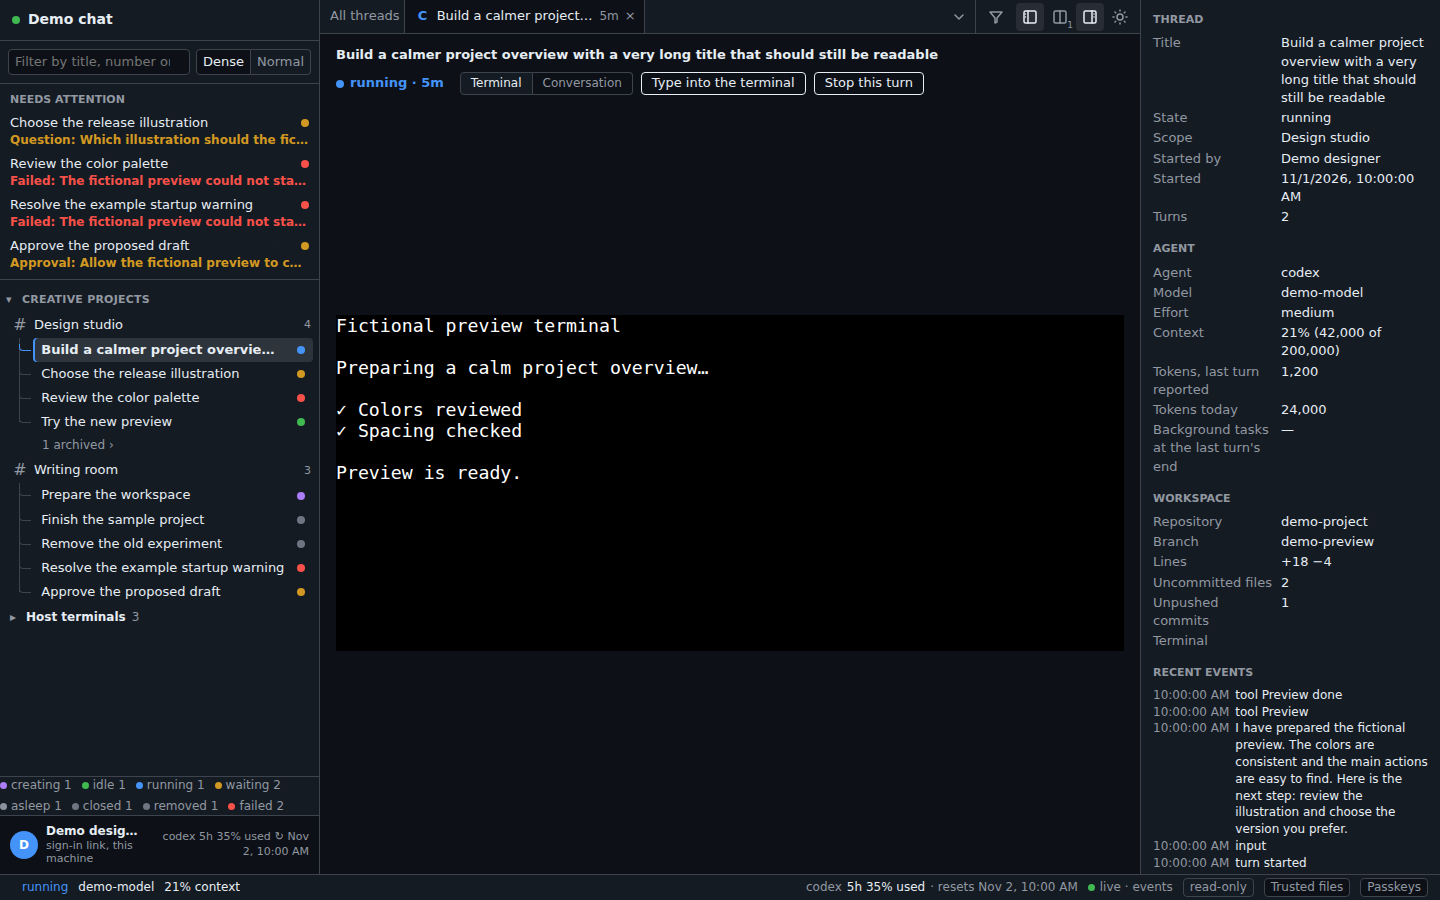 Demo chat
Dense
Normal
NEEDS ATTENTION
Choose the release illustration
Question: Which illustration should the fic…
Review the color palette
Failed: The fictional preview could not sta…
Resolve the example startup warning
Failed: The fictional preview could not sta…
Approve the proposed draft
Approval: Allow the fictional preview to c…
CREATIVE PROJECTS
# Design studio 4
Build a calmer project overvie…
Choose the release illustration
Review the color palette
Try the new preview
1 archived ›
# Writing room 3
Prepare the workspace
Finish the sample project
Remove the old experiment
Resolve the example startup warning
Approve the proposed draft
Host terminals 3
creating 1 idle 1 running 1 waiting 2
asleep 1 closed 1 removed 1 failed 2
D
Demo desig…
sign-in link, this
machine
codex 5h 35% used ↻ Nov
2, 10:00 AM
All threads
C Build a calmer project… 5m ×
1
Build a calmer project overview with a very long title that should still be readable
running · 5m
Terminal
Conversation
Type into the terminal
Stop this turn
Fictional preview terminal
Preparing a calm project overview…
✓ Colors reviewed
✓ Spacing checked
Preview is ready.
THREAD
Title Build a calmer project
overview with a very
long title that should
still be readable
State running
Scope Design studio
Started by Demo designer
Started 11/1/2026, 10:00:00
AM
Turns 2
AGENT
Agent codex
Model demo-model
Effort medium
Context 21% (42,000 of
200,000)
Tokens, last turn 1,200
reported
Tokens today 24,000
Background tasks —
at the last turn's
end
WORKSPACE
Repository demo-project
Branch demo-preview
Lines +18 −4
Uncommitted files 2
Unpushed 1
commits
Terminal
RECENT EVENTS
10:00:00 AM tool Preview done
10:00:00 AM tool Preview
10:00:00 AM I have prepared the fictional
preview. The colors are
consistent and the main actions
are easy to find. Here is the
next step: review the
illustration and choose the
version you prefer.
10:00:00 AM input
10:00:00 AM turn started
running demo-model 21% context
codex 5h 35% used · resets Nov 2, 10:00 AM
live · events
read-only
Trusted files
Passkeys